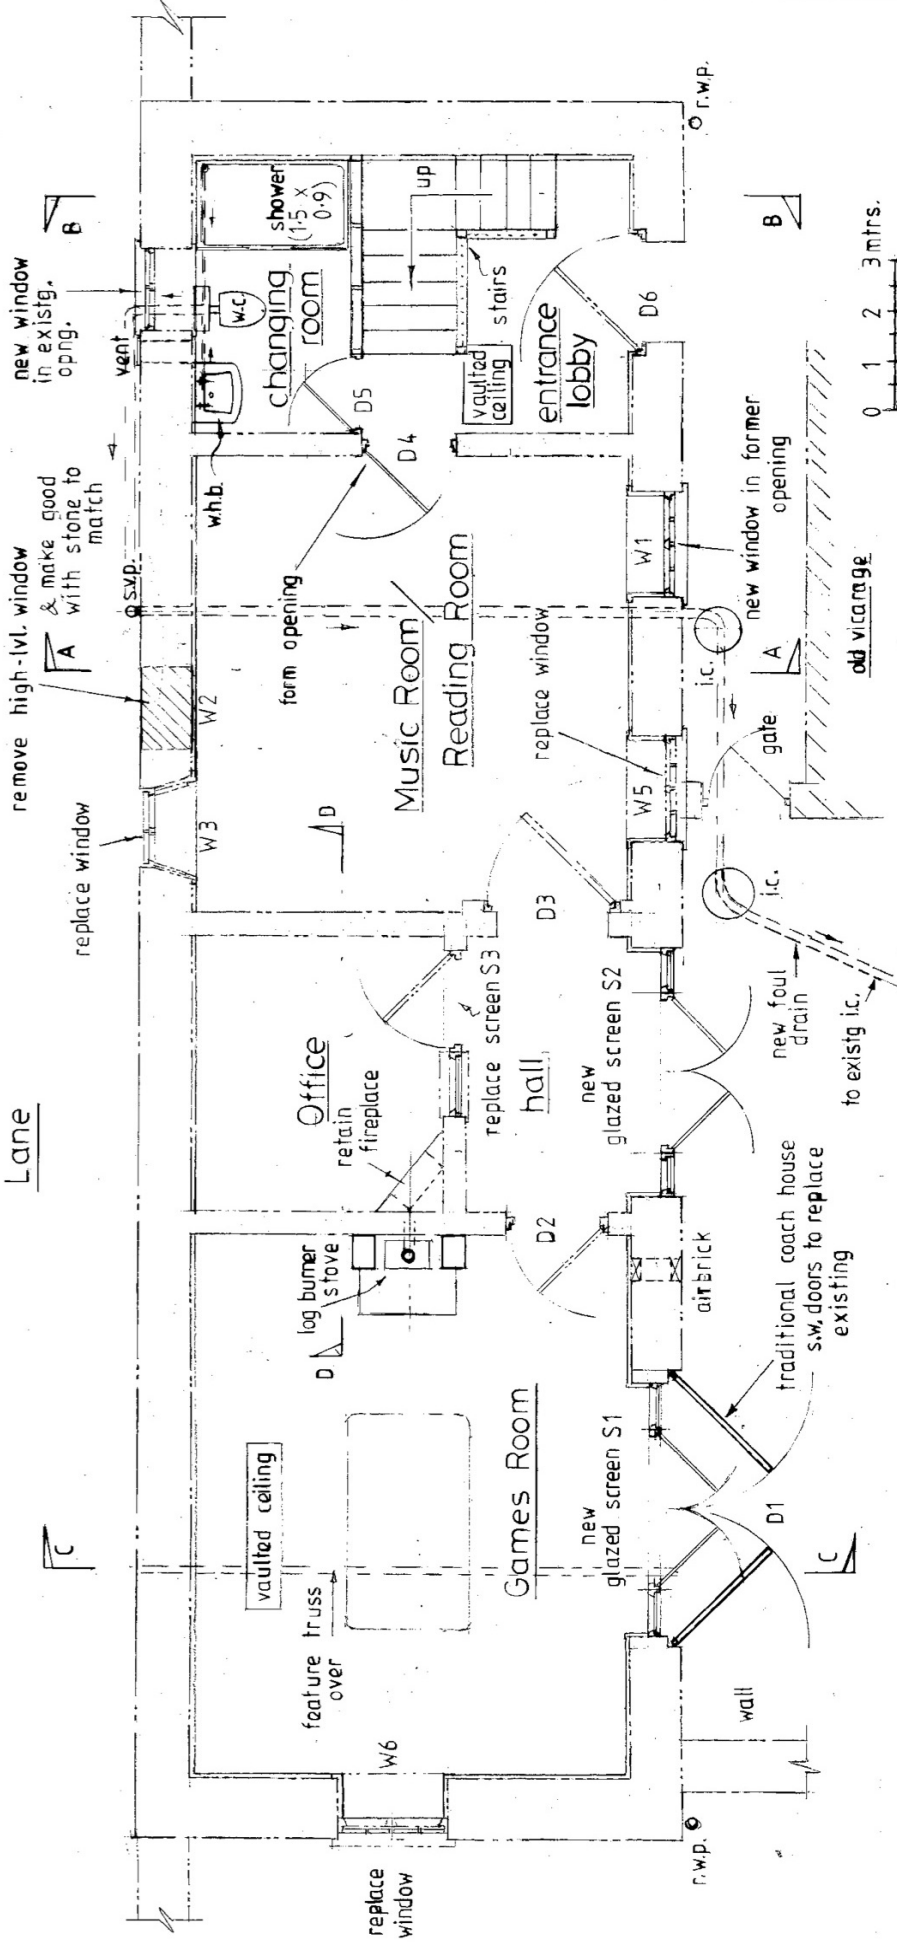 Lane
remove high-lvl. window
& make good
with stone to
match
new window
in existg.
opng.
replace window
A
B
C
vent
s.v.p.
W3
W2
w.h.b.
w.c.
shower
(1·5 x
0·9)
changing
room
D5
D4
up
stairs
vaulted
ceiling
entrance
lobby
D6
form opening
Music Room
Reading Room
D
D
Office
retain
fireplace
log burner
stove
replace screen S3
hall
D3
D2
vaulted ceiling
feature truss
over
Games Room
W6
replace
window
new
glazed screen S1
new
glazed screen S2
replace window
W5
W1
new window in former
opening
airbrick
traditional coach house
s.w. doors to replace
existing
D1
wall
r.w.p.
r.w.p.
C
A
B
i.c.
i.c.
gate
new foul
drain
to existg i.c.
old vicarage
0 1 2 3 mtrs.